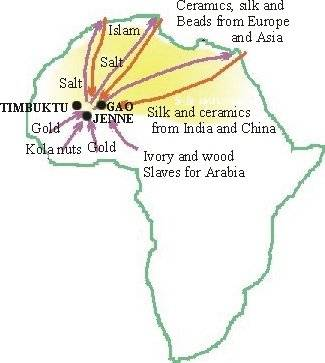 Ceramics, silk and
Beads from Europe
and Asia
Islam
Salt
Salt
TIMBUKTU
GAO
JENNE
Silk and ceramics
from India and China
Gold
Kola nuts
Gold
Ivory and wood
Slaves for Arabia